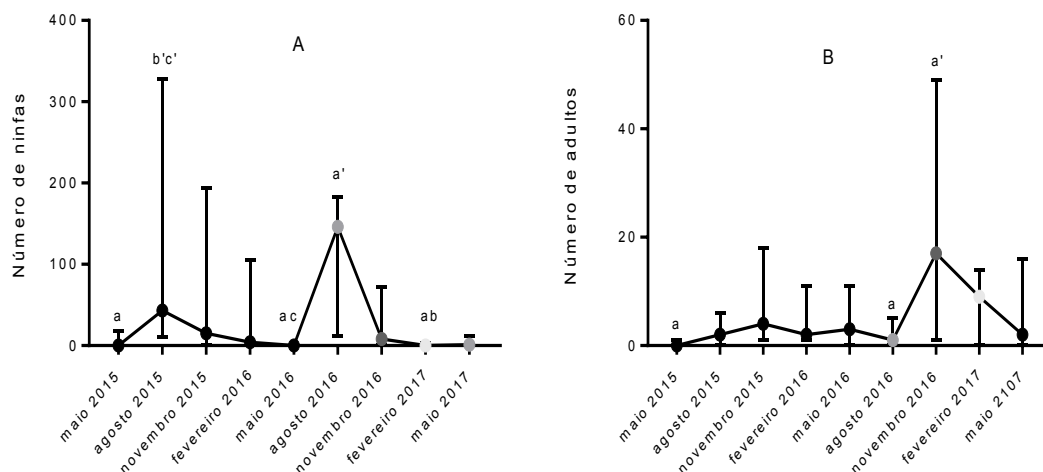 A
Número de ninfas
400
300
200
100
0
a
b'c'
a c
a'
a b
maio 2015
agosto 2015
novembro 2015
fevereiro 2016
maio 2016
agosto 2016
novembro 2016
fevereiro 2017
maio 2017
B
Número de adultos
60
40
20
0
a
a
a'
maio 2015
agosto 2015
novembro 2015
fevereiro 2016
maio 2016
agosto 2016
novembro 2016
fevereiro 2017
maio 2107